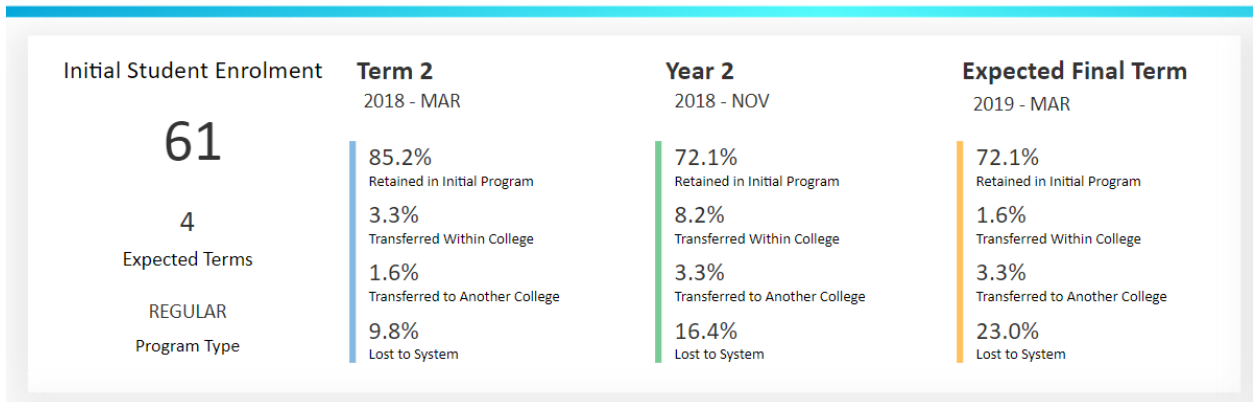 Initial Student Enrolment
61
4
Expected Terms
REGULAR
Program Type
Term 2
2018 - MAR
85.2%
Retained in Initial Program
3.3%
Transferred Within College
1.6%
Transferred to Another College
9.8%
Lost to System
Year 2
2018 - NOV
72.1%
Retained in Initial Program
8.2%
Transferred Within College
3.3%
Transferred to Another College
16.4%
Lost to System
Expected Final Term
2019 - MAR
72.1%
Retained in Initial Program
1.6%
Transferred Within College
3.3%
Transferred to Another College
23.0%
Lost to System